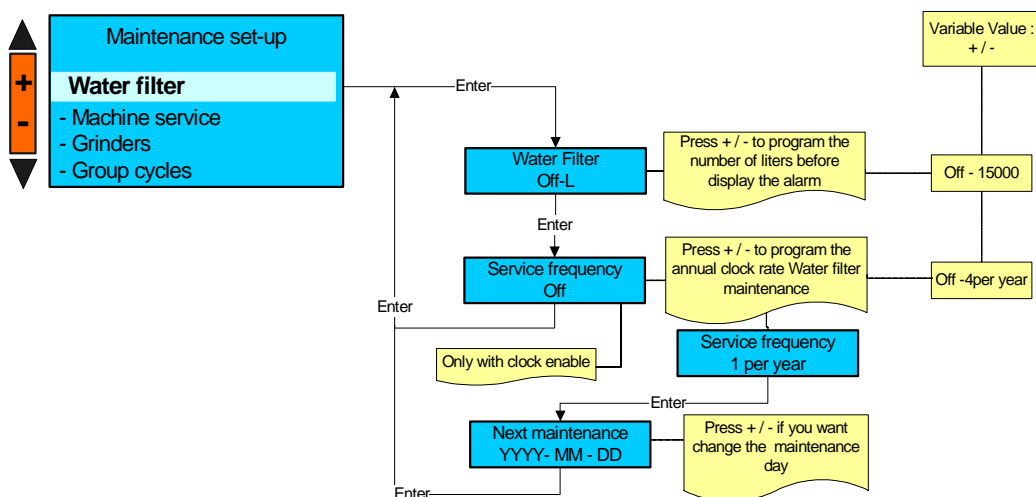 Maintenance set-up
+
-
Water filter
- Machine service
- Grinders
- Group cycles
Enter
Variable Value :
+ / -
Water Filter
Off-L
Press + / - to program the
number of liters before
display the alarm
Off - 15000
Enter
Service frequency
Off
Press + / - to program the
annual clock rate Water filter
maintenance
Off -4per year
Enter
Only with clock enable
Service frequency
1 per year
Enter
Next maintenance
YYYY- MM - DD
Press + / - if you want
change the maintenance
day
Enter